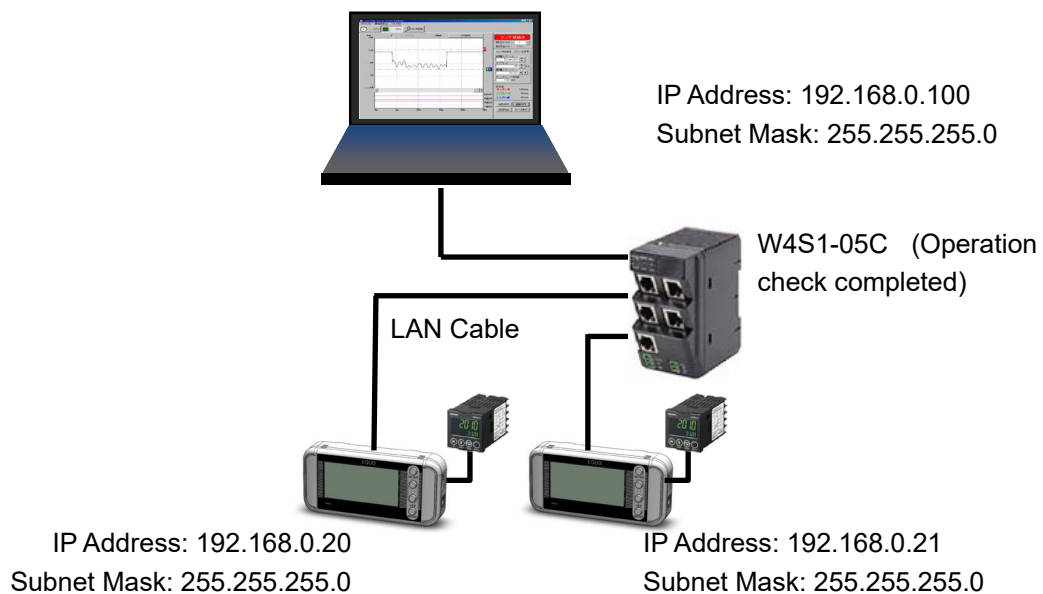 IP Address: 192.168.0.100
Subnet Mask: 255.255.255.0
W4S1-05C (Operation
check completed)
LAN Cable
2010
2010
IP Address: 192.168.0.20
Subnet Mask: 255.255.255.0
IP Address: 192.168.0.21
Subnet Mask: 255.255.255.0